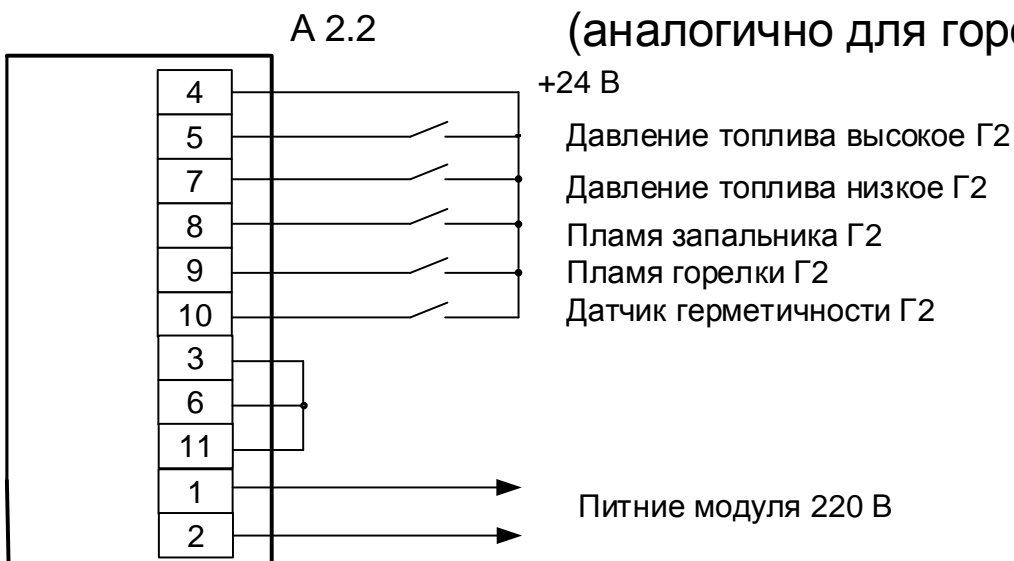 А 2.2
(аналогично для горе
4
+24 В
5
Давление топлива высокое Г2
7
Давление топлива низкое Г2
8
Пламя запальника Г2
9
Пламя горелки Г2
10
Датчик герметичности Г2
3
6
11
1
Питние модуля 220 В
2